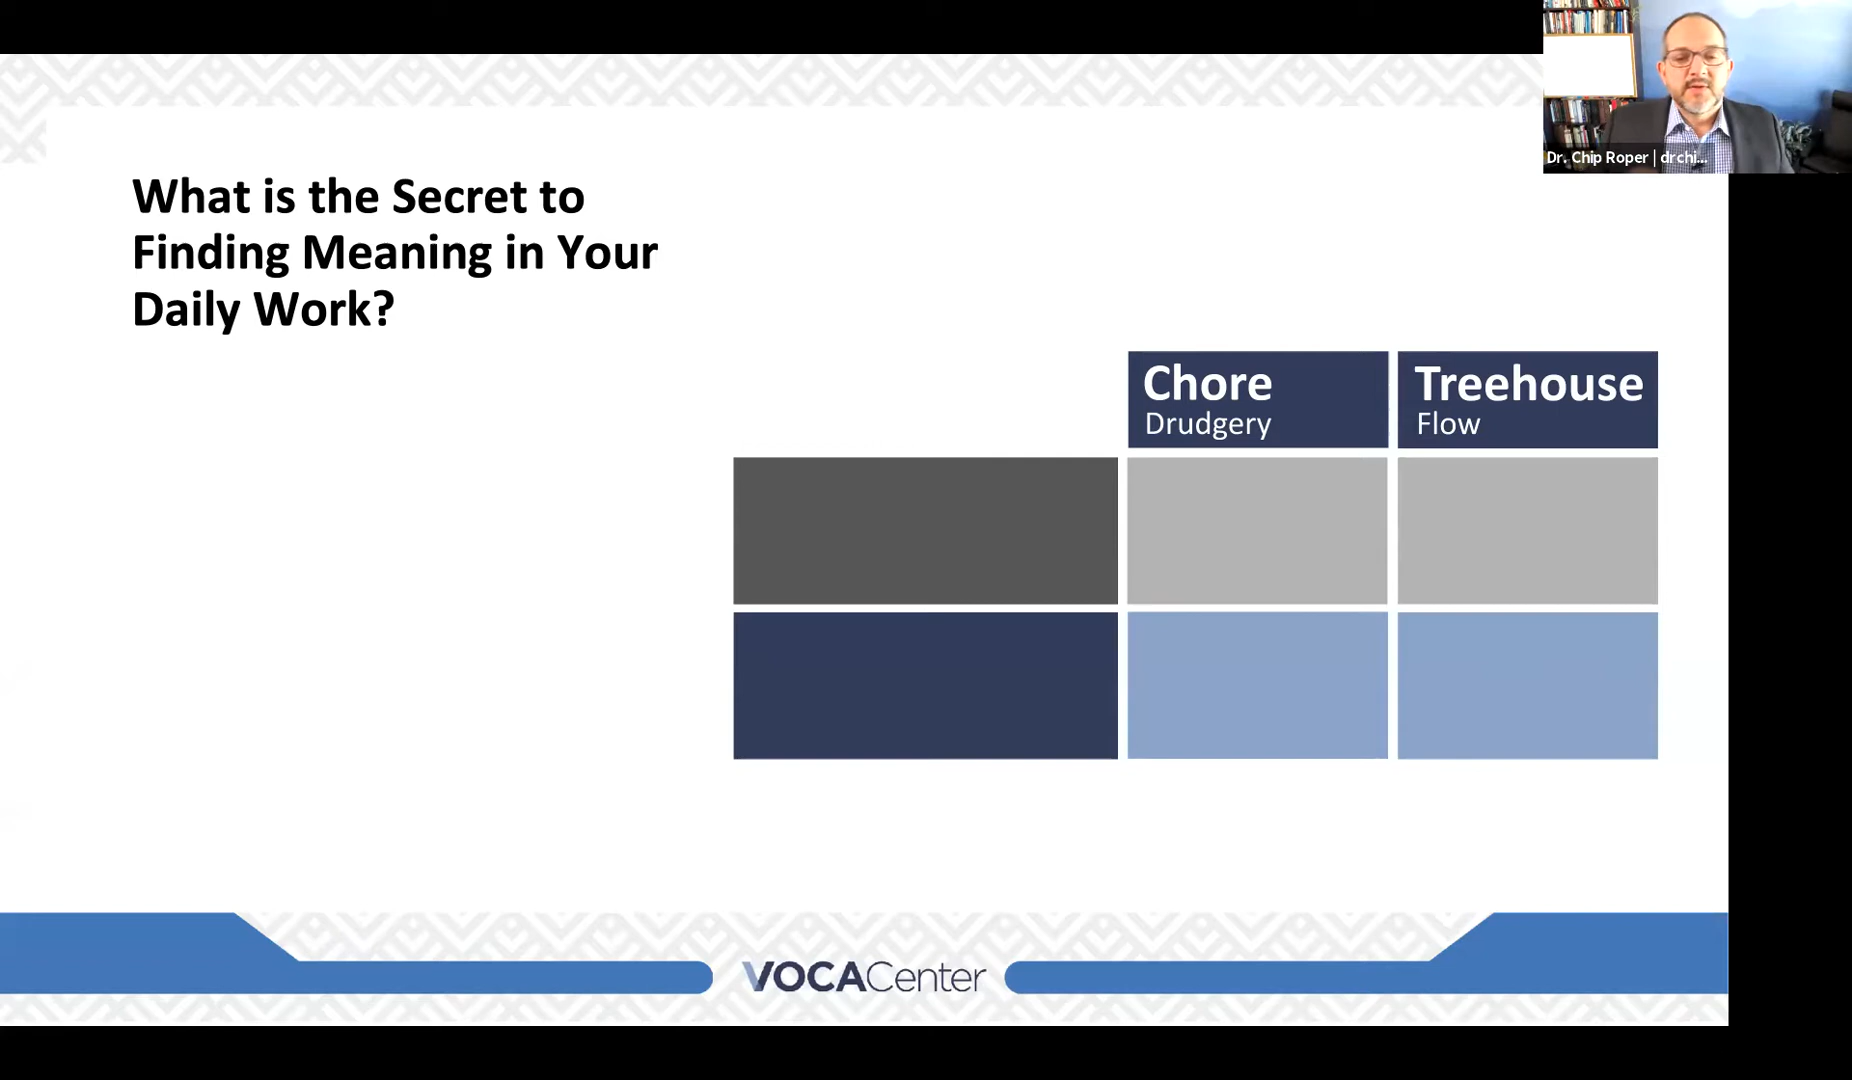 Dr. Chip Roper | drchi...
What is the Secret to
Finding Meaning in Your
Daily Work?
Chore
Drudgery
Treehouse
Flow
VOCACenter